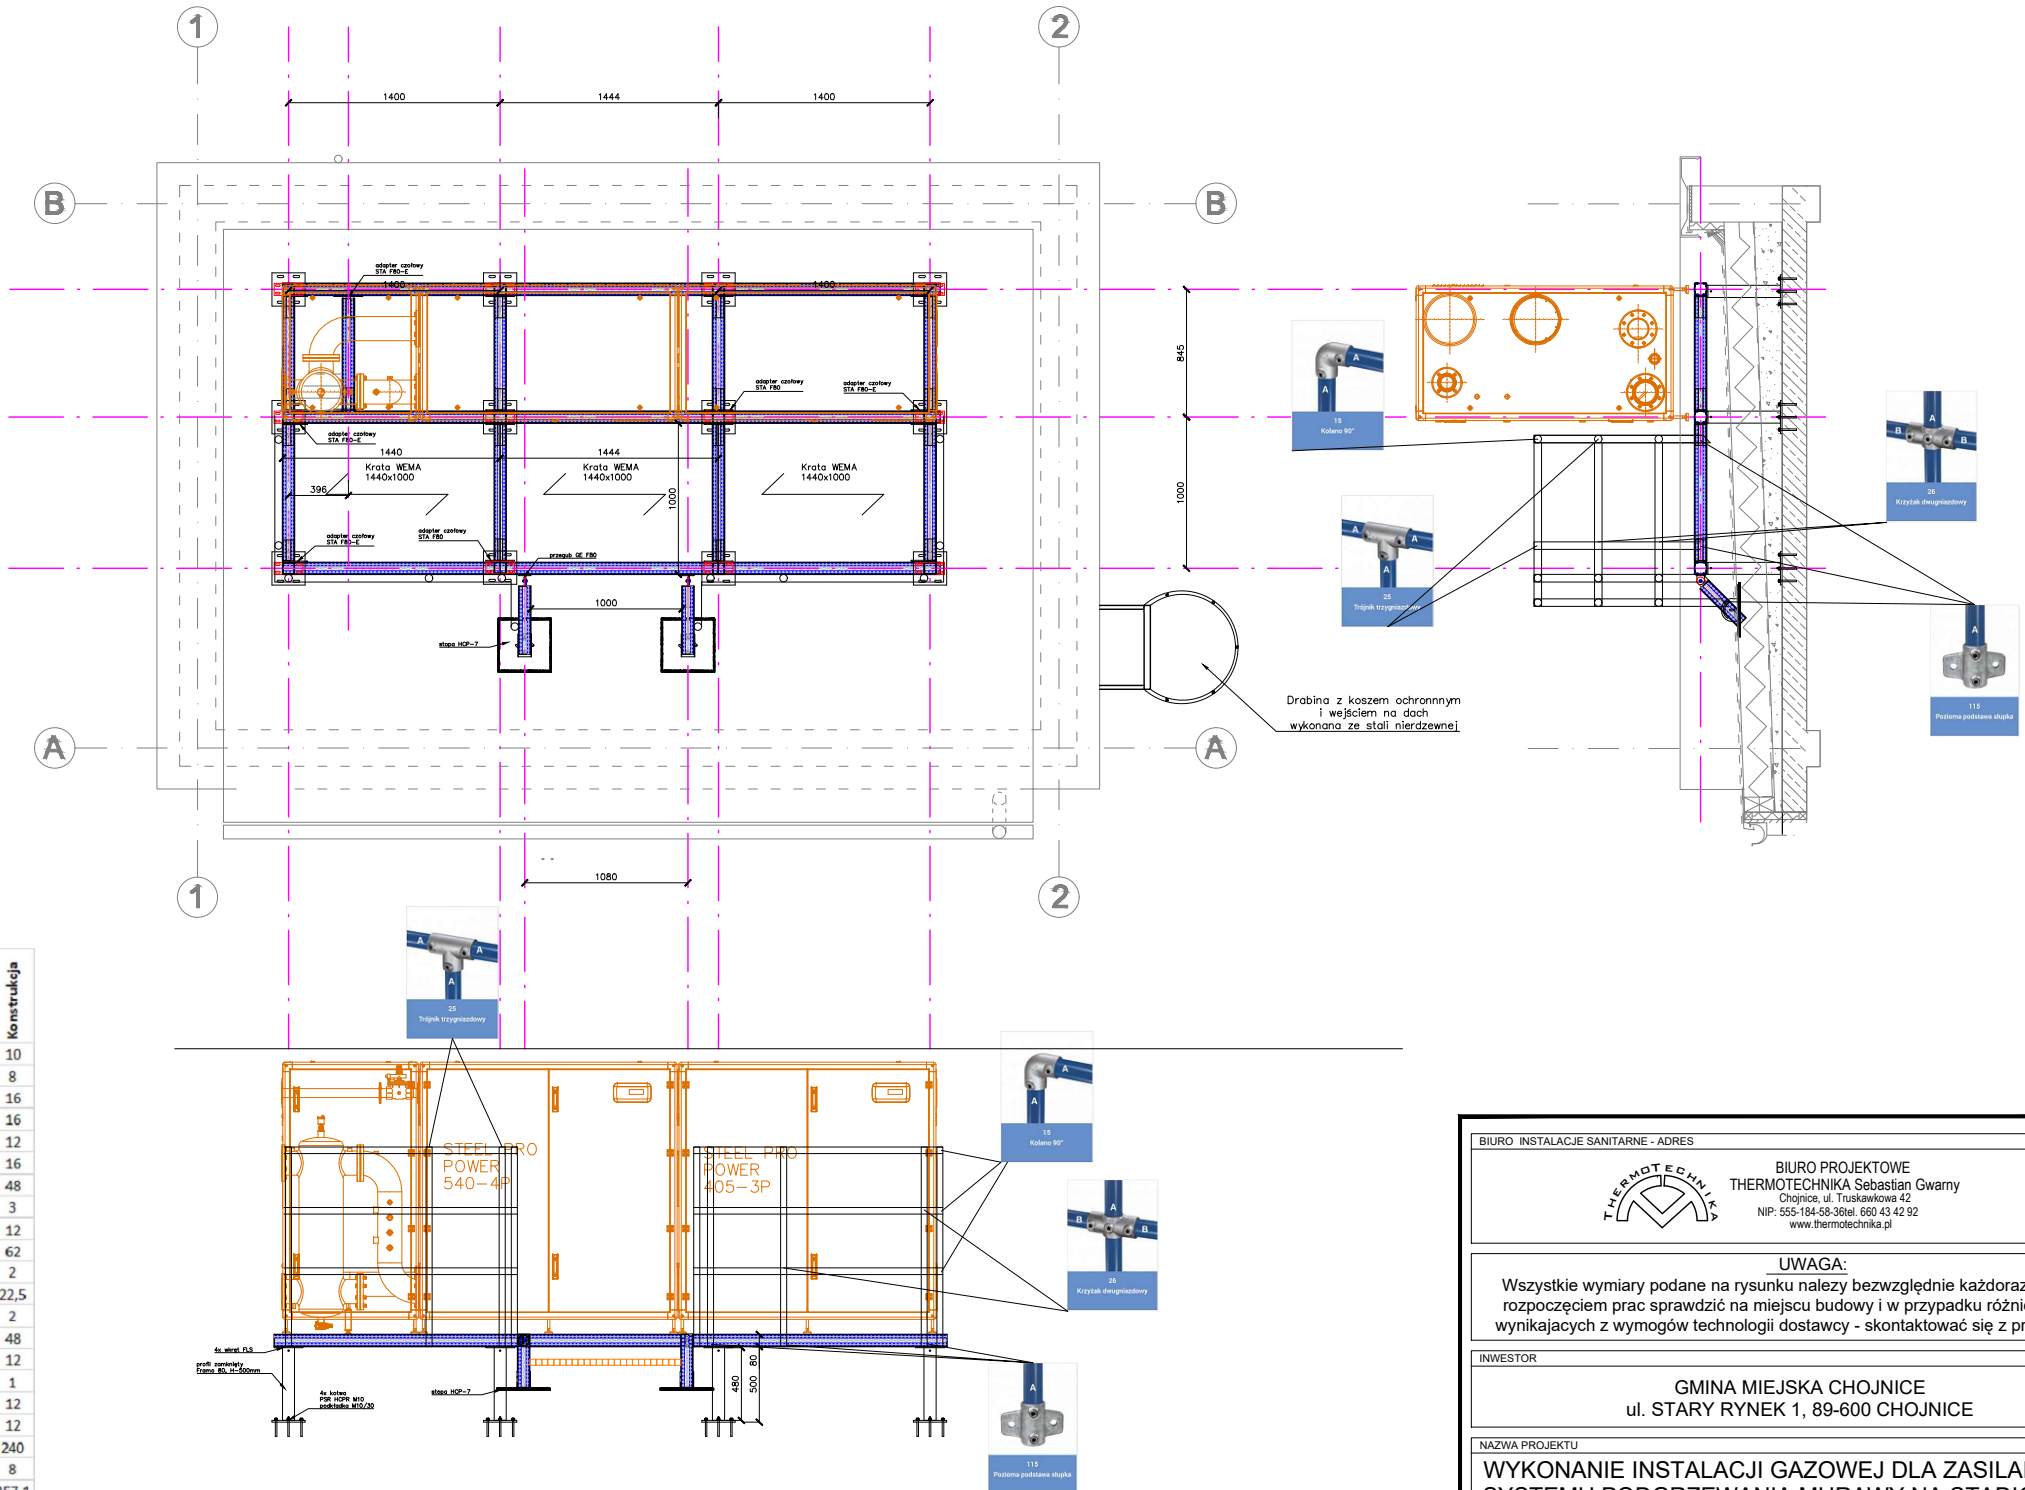 1
2
1400
1444
1400
B
B
adapter czołowy
STA F80-E
1400
1400
adapter czołowy
STA F80
adapter czołowy
STA F80-E
adapter czołowy
STA F80-E
1440
1444
Krata WEMA
1440x1000
Krata WEMA
1440x1000
Krata WEMA
1440x1000
396
1000
adapter czołowy
STA F80-E
adapter czołowy
STA F80
przegub GE F80
1000
stopa HCP-7
A
A
1
2
1080
Drabina z koszem ochronnnym
i wejściem na dach
wykonana ze stali nierdzewnej
845
1000
A
A
15
Kolano 90°
A
A
A
25
Trójnik trzygniazdowy
A
B
B
26
Krzyżak dwugniazdowy
A
115
Pozioma podstawa słupka
A
A
A
25
Trójnik trzygniazdowy
STEEL PRO
POWER
540-4P
STEEL PRO
POWER
405-3P
A
A
15
Kolano 90°
A
B
B
26
Krzyżak dwugniazdowy
A
115
Pozioma podstawa słupka
4x wkręt FLS
profil zamknięty
Framo 80, H-500mm
4x kotwa
PSR HCPR M10
podkładka M10/30
stopa HCP-7
480
80
500
Konstrukcja
10
8
16
16
12
16
48
3
12
62
2
22,5
2
48
12
1
12
12
240
8
BIURO INSTALACJE SANITARNE - ADRES
THERMOTECHNIKA
BIURO PROJEKTOWE
THERMOTECHNIKA Sebastian Gwarny
Chojnice, ul. Truskawkowa 42
NIP: 555-184-58-36tel. 660 43 42 92
www.thermotechnika.pl
UWAGA:
Wszystkie wymiary podane na rysunku nalezy bezwzględnie każdoraz
rozpoczęciem prac sprawdzić na miejscu budowy i w przypadku różni
wynikajacych z wymogów technologii dostawcy - skontaktować się z pr
INWESTOR
GMINA MIEJSKA CHOJNICE
ul. STARY RYNEK 1, 89-600 CHOJNICE
NAZWA PROJEKTU
WYKONANIE INSTALACJI GAZOWEJ DLA ZASILA